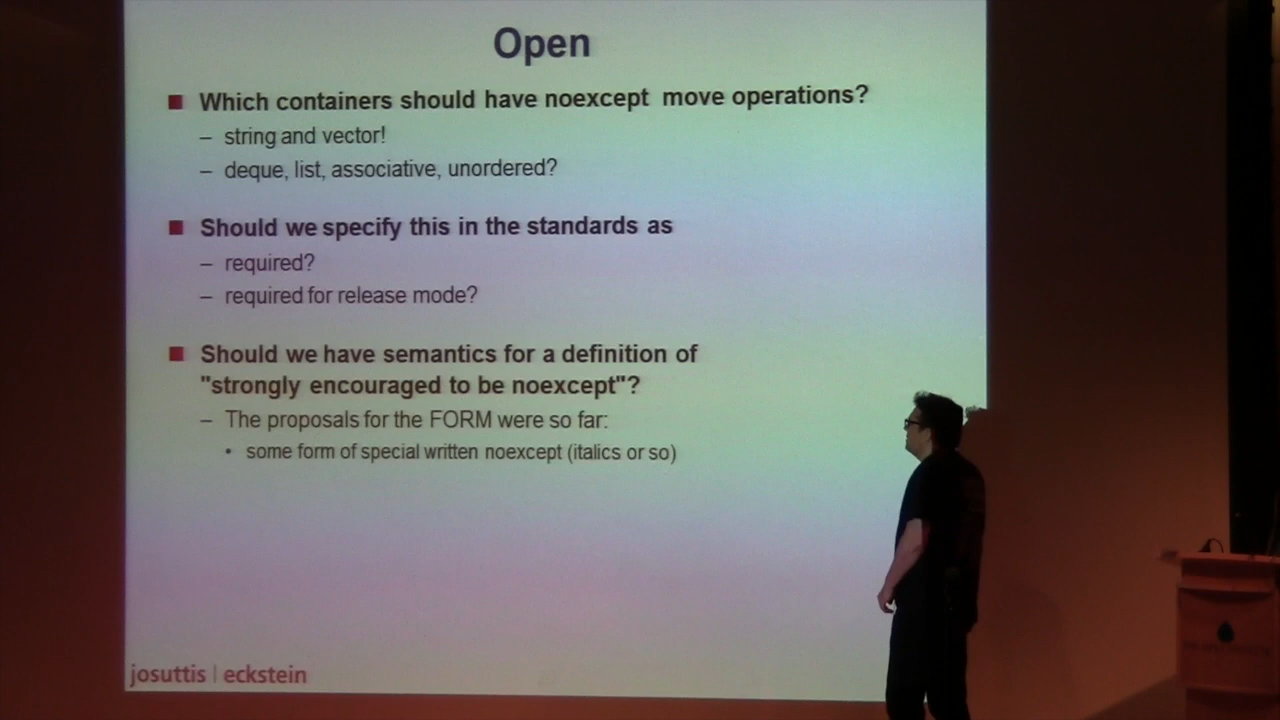 Open
■ Which containers should have noexcept move operations?
– string and vector!
– deque, list, associative, unordered?
■ Should we specify this in the standards as
– required?
– required for release mode?
■ Should we have semantics for a definition of
"strongly encouraged to be noexcept"?
– The proposals for the FORM were so far:
• some form of special written noexcept (italics or so)
josuttis | eckstein